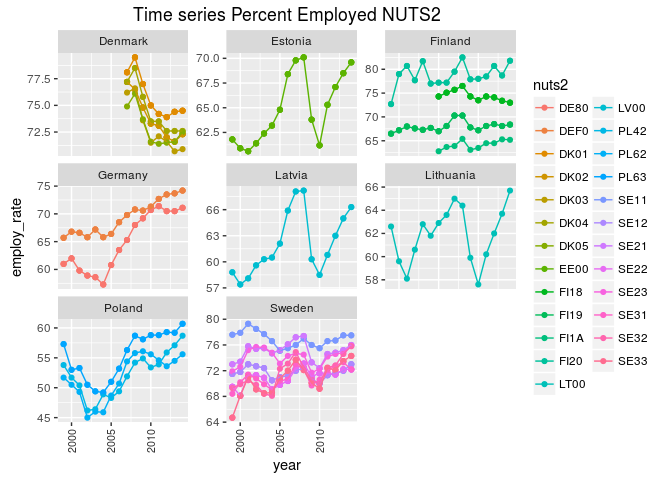 Time series Percent Employed NUTS2
Denmark Estonia Finland
77.5
75.0
72.5
70.0
67.5
65.0
62.5
80
75
70
65
Germany Latvia Lithuania
75
70
65
60
66
63
60
57
66
64
62
60
58
Poland Sweden
60
55
50
45
80
76
72
68
64
2000 2005 2010
2000 2005 2010
employ_rate
year
nuts2
DE80
DEF0
DK01
DK02
DK03
DK04
DK05
EE00
FI18
FI19
FI1A
FI20
LT00
LV00
PL42
PL62
PL63
SE11
SE12
SE21
SE22
SE23
SE31
SE32
SE33